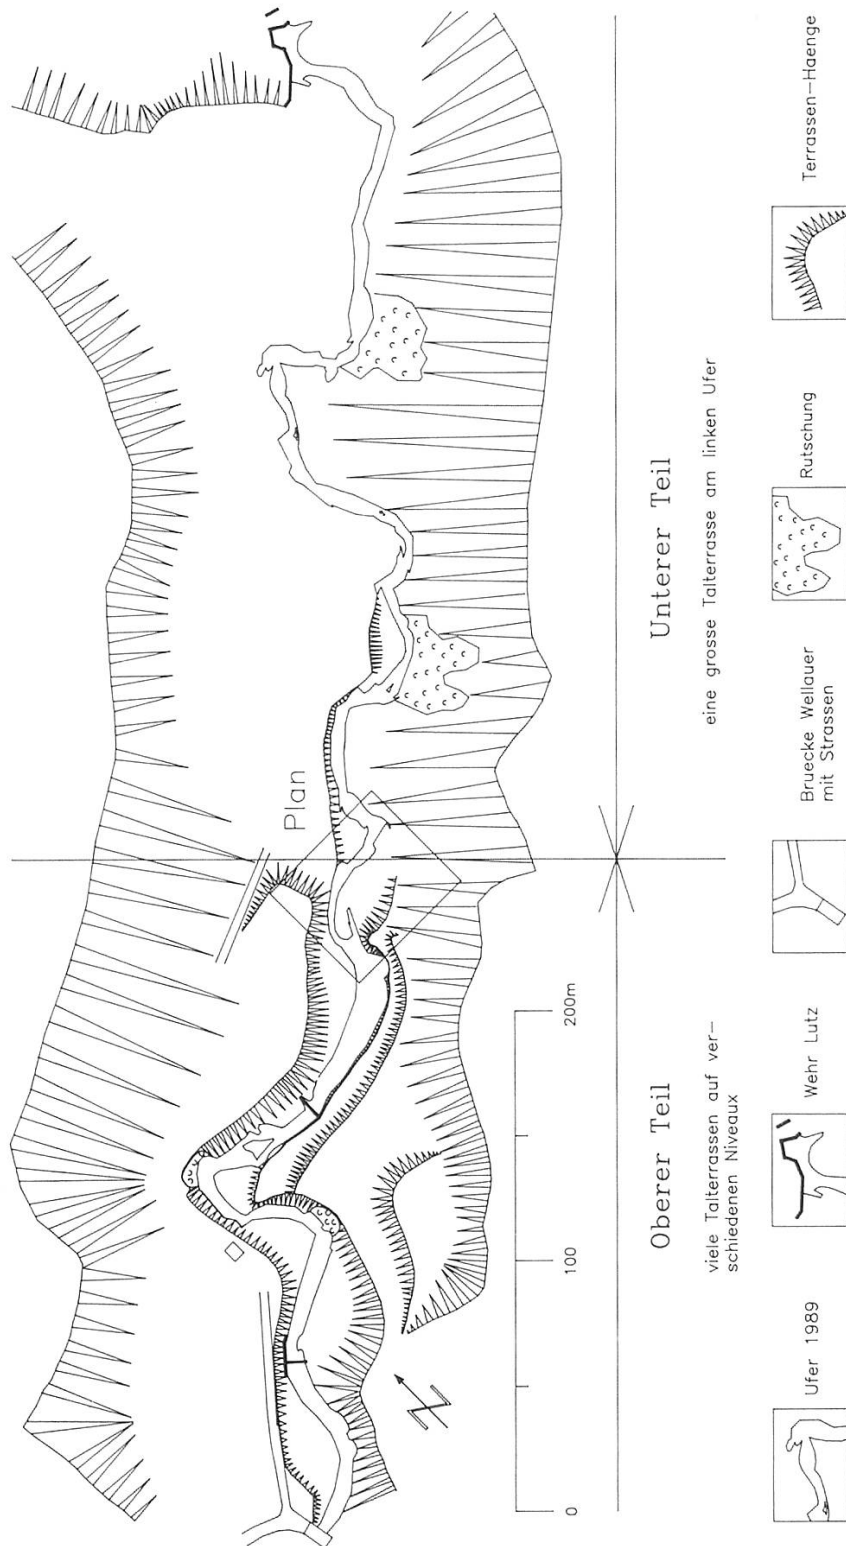 Plan
N
0
100
200m
Oberer Teil
viele Talterrassen auf ver-
schiedenen Niveaux
Unterer Teil
eine grosse Talterrasse am linken Ufer
Ufer 1989
Wehr Lutz
Bruecke Wellauer
mit Strassen
Rutschung
Terrassen-Haenge